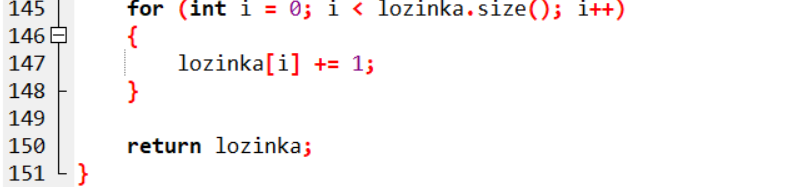 145 for (int i = 0; i < lozinka.size(); i++)
146 {
147 lozinka[i] += 1;
148 }
149
150 return lozinka;
151 }